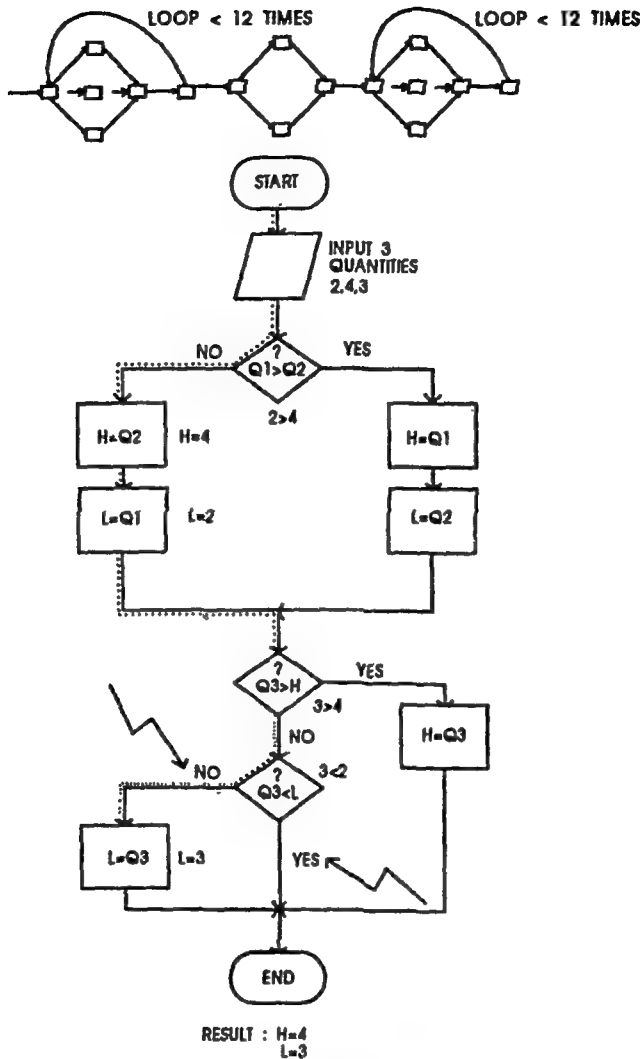 LOOP < 12 TIMES
LOOP < 12 TIMES
START
INPUT 3
QUANTITIES
2,4,3
NO
?
Q1>Q2
YES
2>4
H=Q2
H=4
H=Q1
L=Q1
L=2
L=Q2
?
Q3>H
YES
3>4
NO
H=Q3
NO
?
Q3<L
3<2
L=Q3
L=3
YES
END
RESULT : H=4
L=3